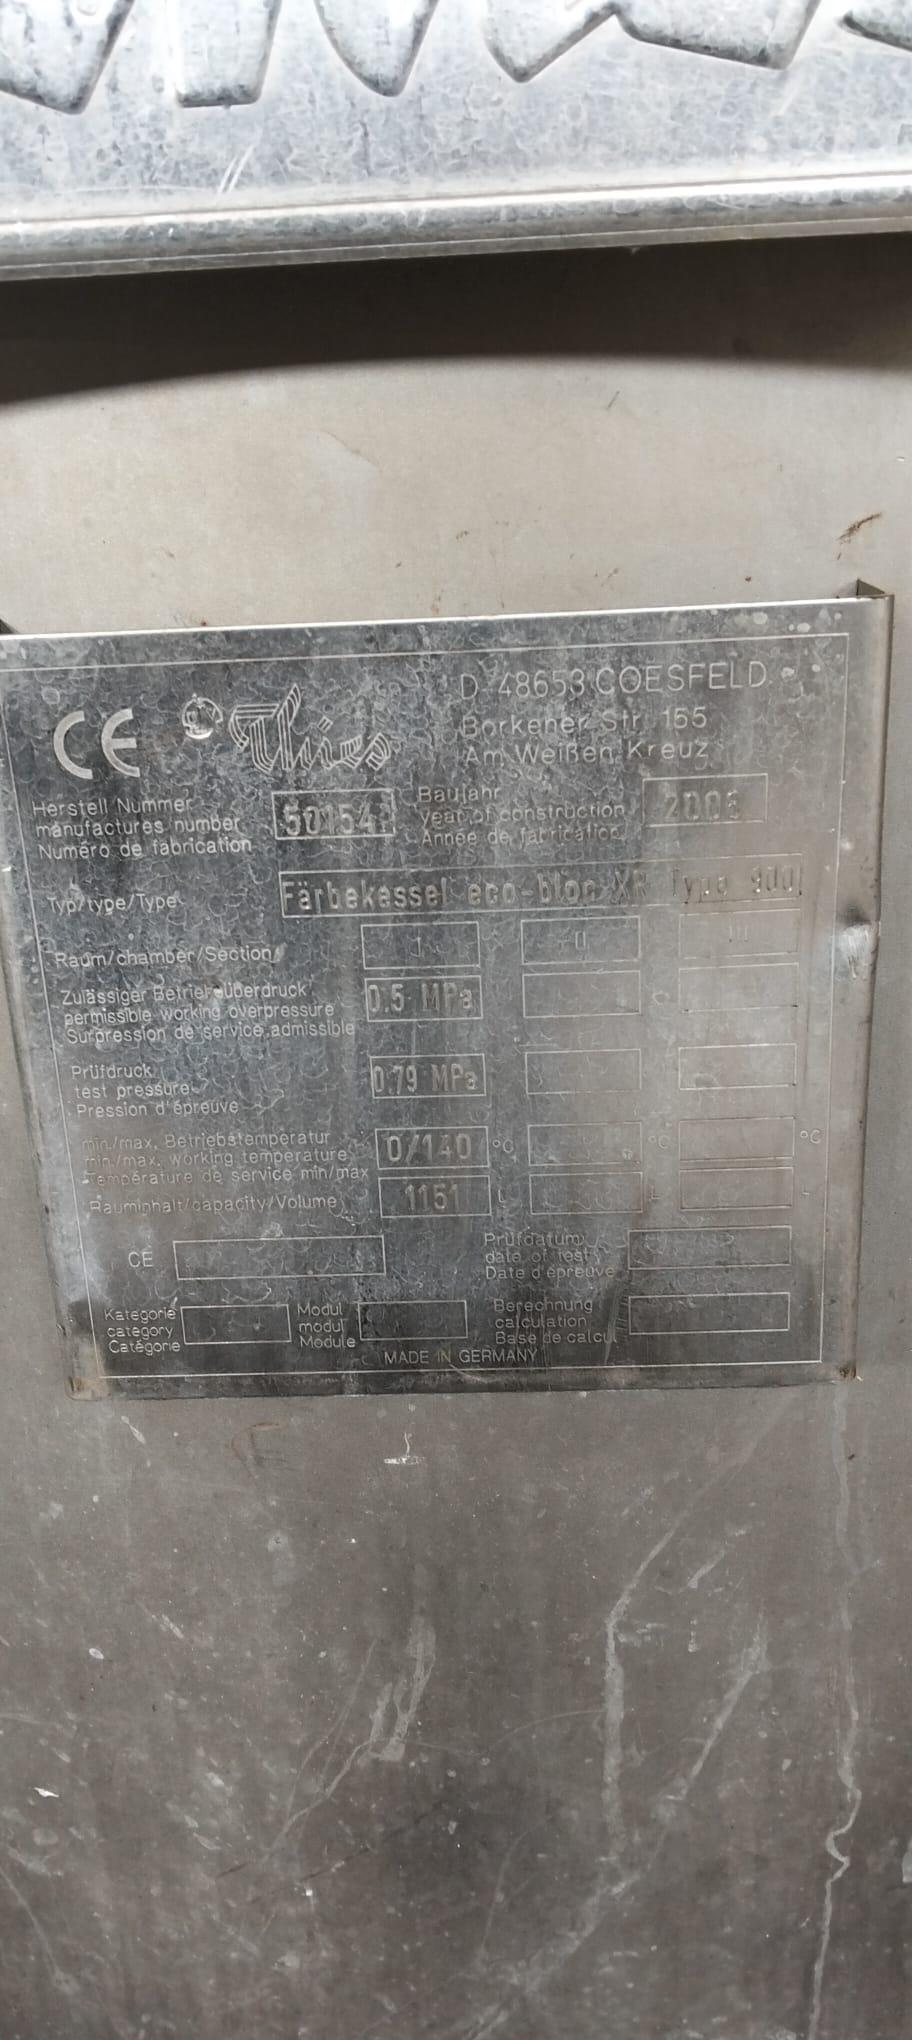 CE Thies
D 48653 COESFELD
Borkener Str. 155
Am Weißen Kreuz
Herstell Nummer
manufactures number
Numéro de fabrication
Baujahr
year of construction
Année de fabrication
Typ/type/Type
Färbekessel eco-bloc XR Type 900
Raum/chamber/Section
I II III
Zulässiger Betriebsüberdruck
permissible working overpressure
Surpression de service admissible
0.5 MPa
Prüfdruck
test pressure
Pression d'épreuve
0.79 MPa
min./max. Betriebstemperatur
min./max. working temperature
Température de service min/max
0/140 °C °C °C
Rauminhalt/capacity/Volume
1151 L L L
CE
Prüfdatum
date of test
Date d'épreuve
Kategorie
category
Catégorie
Modul
modul
Module
Berechnung
calculation
Base de calcul
MADE IN GERMANY